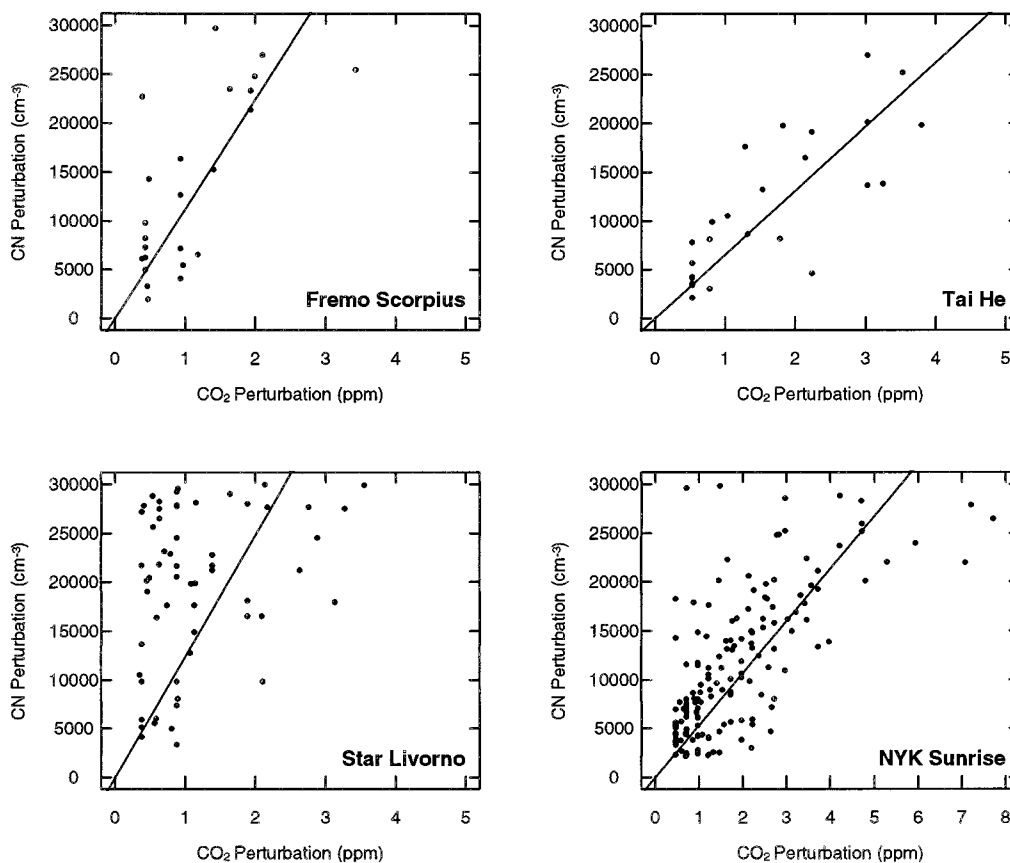 30000
25000
20000
15000
10000
5000
0
CN Perturbation (cm-3)
Fremo Scorpius
0 1 2 3 4 5
CO2 Perturbation (ppm)
30000
25000
20000
15000
10000
5000
0
CN Perturbation (cm-3)
Tai He
0 1 2 3 4 5
CO2 Perturbation (ppm)
30000
25000
20000
15000
10000
5000
0
CN Perturbation (cm-3)
Star Livorno
0 1 2 3 4 5
CO2 Perturbation (ppm)
30000
25000
20000
15000
10000
5000
0
CN Perturbation (cm-3)
NYK Sunrise
0 1 2 3 4 5 6 7 8
CO2 Perturbation (ppm)